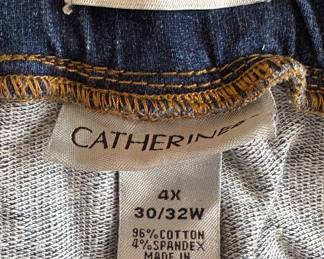 CATHERINES
4X
30/32W
96% COTTON
4% SPANDEX
MADE IN